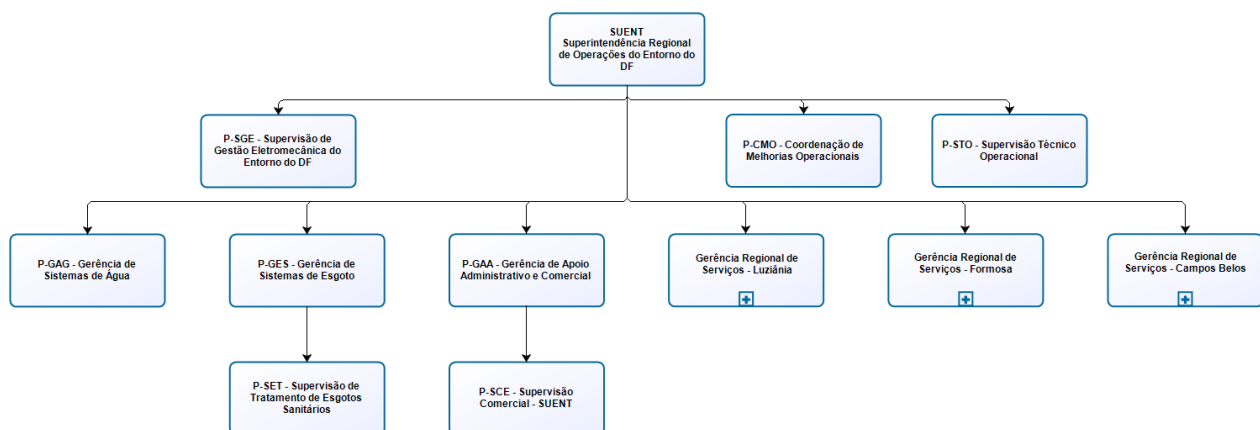 SUENT
Superintendência Regional
de Operações do Entorno do
DF
P-SGE - Supervisão de
Gestão Eletromecânica do
Entorno do DF
P-CMO - Coordenação de
Melhorias Operacionais
P-STO - Supervisão Técnico
Operacional
P-GAG - Gerência de
Sistemas de Água
P-GES - Gerência de
Sistemas de Esgoto
P-GAA - Gerência de Apoio
Administrativo e Comercial
Gerência Regional de
Serviços - Luziânia
Gerência Regional de
Serviços - Formosa
Gerência Regional de
Serviços - Campos Belos
P-SET - Supervisão de
Tratamento de Esgotos
Sanitários
P-SCE - Supervisão
Comercial - SUENT